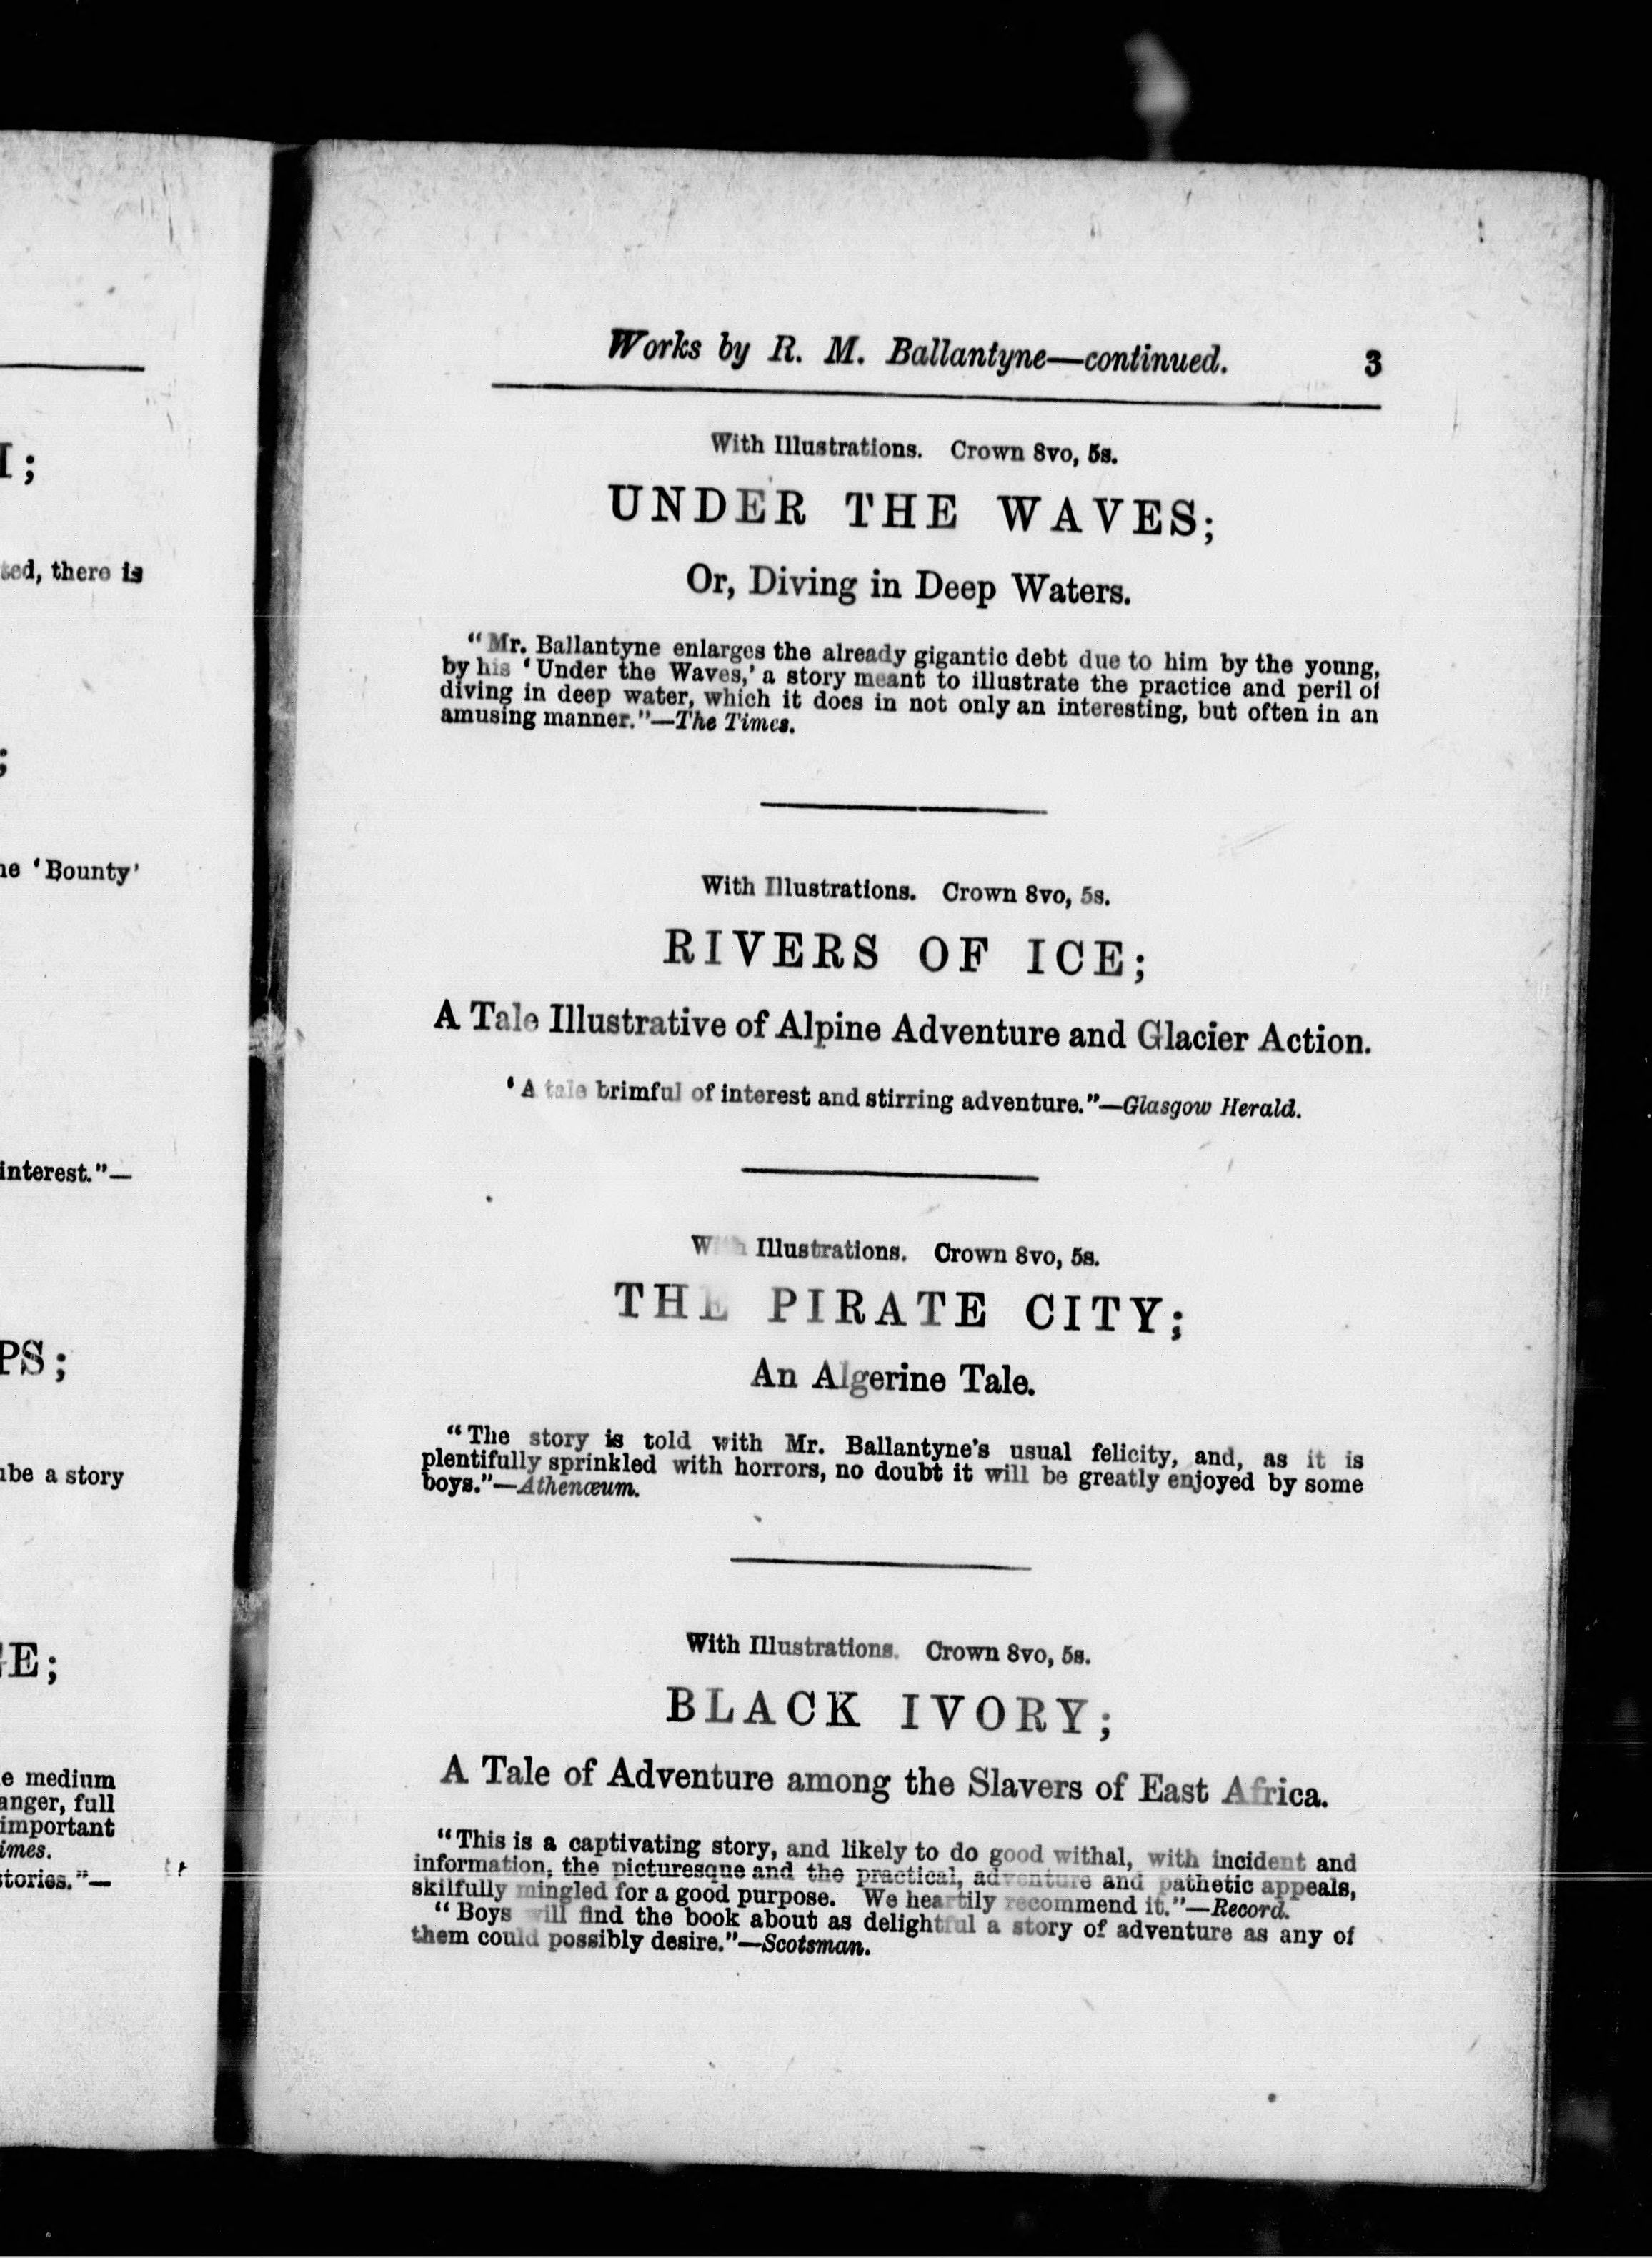 I;
ted, there is
;
he 'Bounty'
interest."—
PS;
ibe a story
GE;
e medium
anger, full
important
imes.
stories."—
Works by R. M. Ballantyne—continued. 3
With Illustrations. Crown 8vo, 5s.
UNDER THE WAVES;
Or, Diving in Deep Waters.
"Mr. Ballantyne enlarges the already gigantic debt due to him by the young,
by his 'Under the Waves,' a story meant to illustrate the practice and peril of
diving in deep water, which it does in not only an interesting, but often in an
amusing manner."—The Times.
With Illustrations. Crown 8vo, 5s.
RIVERS OF ICE;
A Tale Illustrative of Alpine Adventure and Glacier Action.
'A tale brimful of interest and stirring adventure."—Glasgow Herald.
With Illustrations. Crown 8vo, 5s.
THE PIRATE CITY;
An Algerine Tale.
"The story is told with Mr. Ballantyne's usual felicity, and, as it is
plentifully sprinkled with horrors, no doubt it will be greatly enjoyed by some
boys."—Athenæum.
With Illustrations. Crown 8vo, 5s.
BLACK IVORY;
A Tale of Adventure among the Slavers of East Africa.
"This is a captivating story, and likely to do good withal, with incident and
information, the picturesque and the practical, adventure and pathetic appeals,
skilfully mingled for a good purpose. We heartily recommend it."—Record.
"Boys will find the book about as delightful a story of adventure as any of
them could possibly desire."—Scotsman.